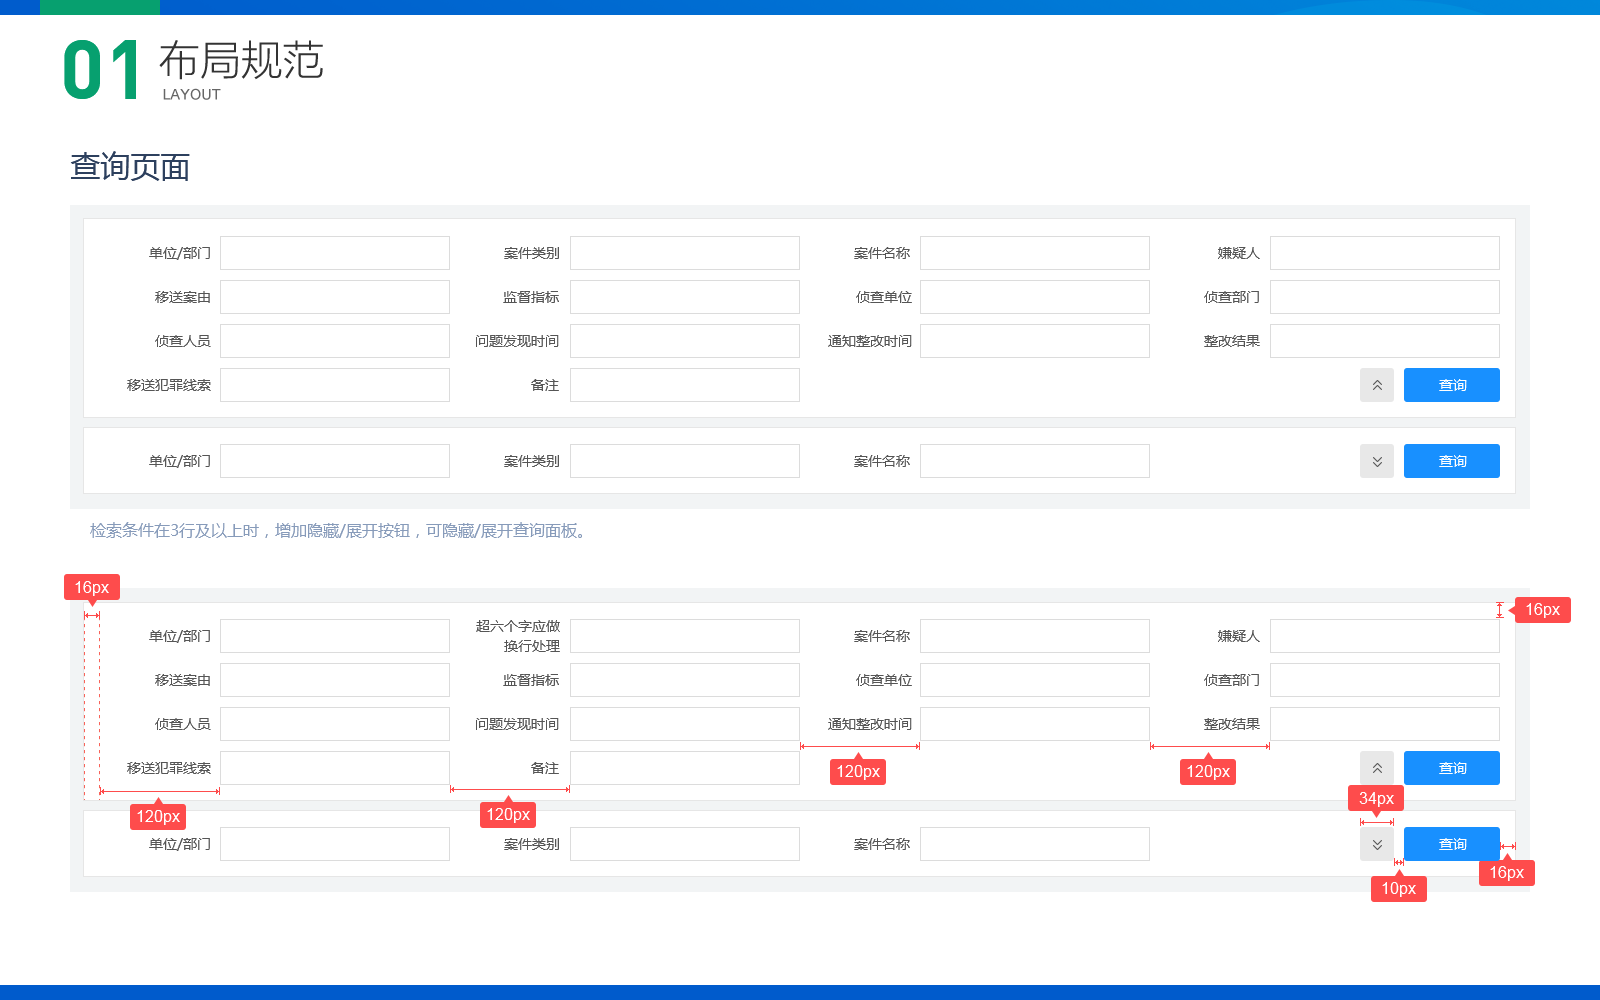 01 布局规范
LAYOUT
查询页面
单位/部门 案件类别 案件名称 嫌疑人
移送案由 监督指标 侦查单位 侦查部门
侦查人员 问题发现时间 通知整改时间 整改结果
移送犯罪线索 备注 查询
单位/部门 案件类别 案件名称 查询
检索条件在3行及以上时，增加隐藏/展开按钮，可隐藏/展开查询面板。
16px
16px
单位/部门 超六个字应做 案件名称 嫌疑人
换行处理
移送案由 监督指标 侦查单位 侦查部门
侦查人员 问题发现时间 通知整改时间 整改结果
移送犯罪线索 备注 120px 120px 查询
34px
120px 120px
单位/部门 案件类别 案件名称 查询
16px
10px